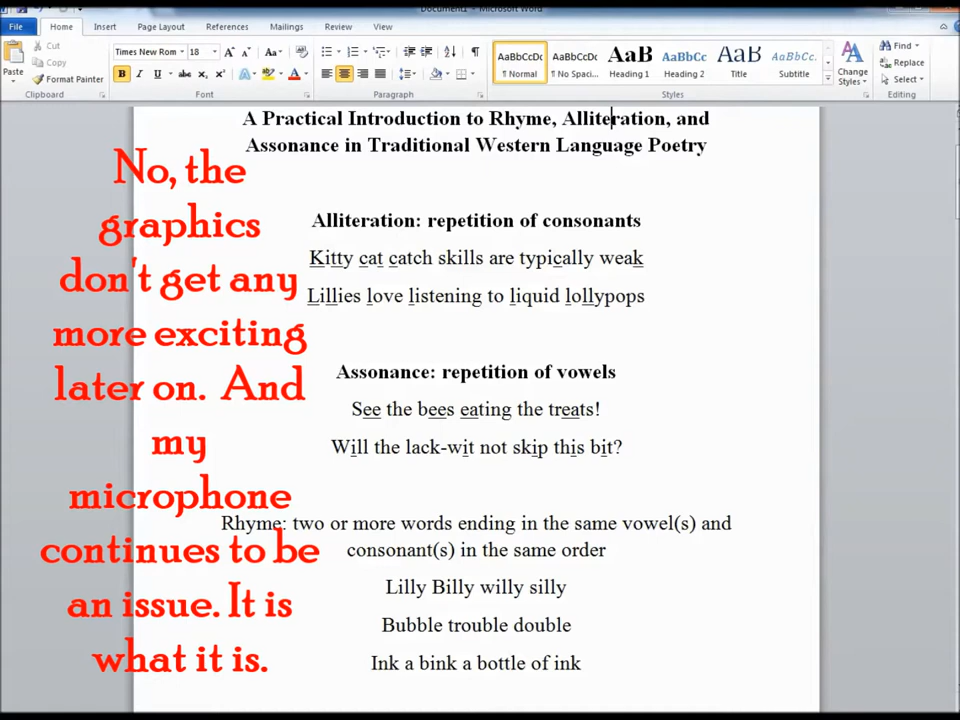 Document1 - Microsoft Word
File Home Insert Page Layout References Mailings Review View
Cut
Copy
Format Painter
Paste
Clipboard
Times New Rom 18
Font
Paragraph
AaBbCcDc
¶ Normal
AaBbCcDc
¶ No Spaci...
AaB
Heading 1
AaBbCc
Heading 2
AaB
Title
AaBbCc.
Subtitle
Change
Styles
Styles
Find
Replace
Select
Editing
A Practical Introduction to Rhyme, Alliteration, and
Assonance in Traditional Western Language Poetry
Alliteration: repetition of consonants
Kitty cat catch skills are typically weak
Lillies love listening to liquid lollypops
Assonance: repetition of vowels
See the bees eating the treats!
Will the lack-wit not skip this bit?
Rhyme: two or more words ending in the same vowel(s) and
consonant(s) in the same order
Lilly Billy willy silly
Bubble trouble double
Ink a bink a bottle of ink
No, the
graphics
don't get any
more exciting
later on. And
my
microphone
continues to be
an issue. It is
what it is.